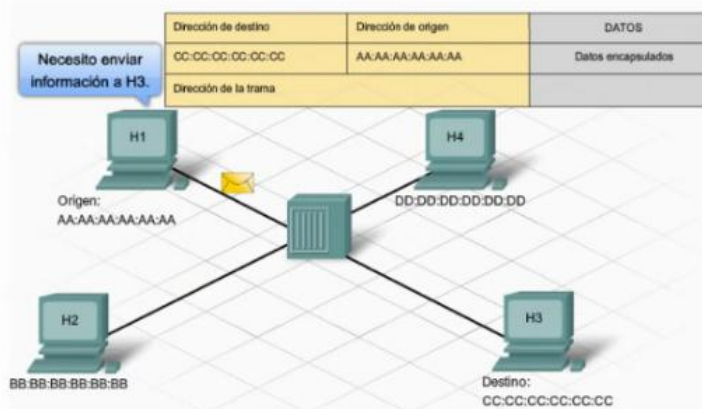 Dirección de destino
Dirección de origen
DATOS
CC:CC:CC:CC:CC:CC
AA:AA:AA:AA:AA:AA
Datos encapsulados
Dirección de la trama
Necesito enviar
información a H3.
H1
H4
Origen:
AA:AA:AA:AA:AA:AA
DD:DD:DD:DD:DD:DD
H2
H3
BB:BB:BB:BB:BB:BB
Destino:
CC:CC:CC:CC:CC:CC